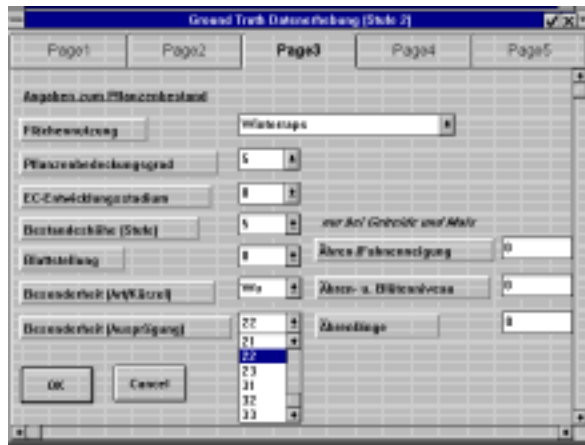 Ground Truth Datenerhebung (Stufe 2)
Page1 Page2 Page3 Page4 Page5
Angaben zum Pflanzenbestand
Flächennutzung Winterraps
Pflanzenbedeckungsgrad 5
EC-Entwicklungsstadium 0
Bestandeshöhe (Stufe) 5 nur bei Getreide und Mais
Blattstellung 0 Ähren-/Fahnenneigung 0
Besonderheit (Art/Kürzel) Wu Ähren- u. Blütenniveau 0
Besonderheit (Ausprägung) 22 Ährenlänge 0
21
22
23
31
32
33
OK Cancel